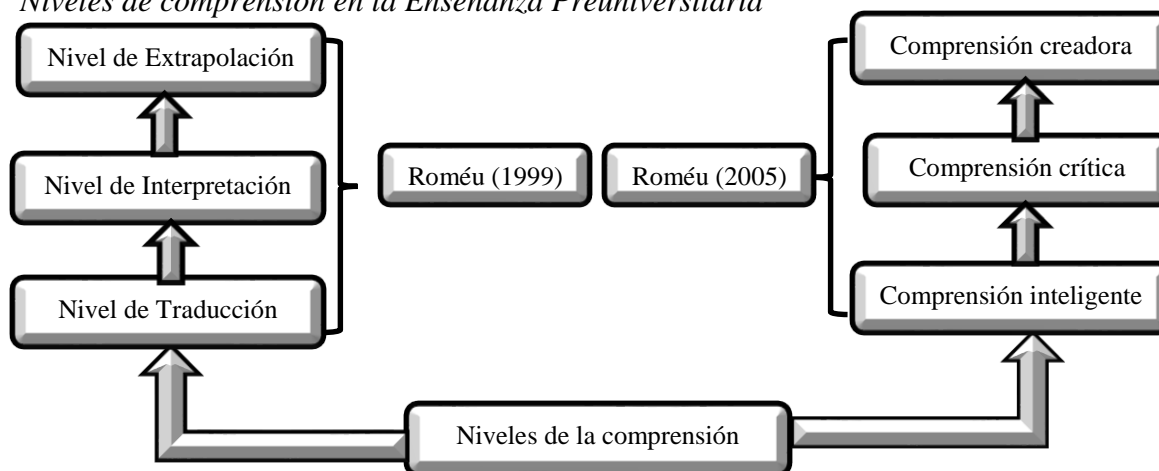 Niveles de comprensión en la Enseñanza Preuniversitaria
Nivel de Extrapolación
Comprensión creadora
Nivel de Interpretación
Roméu (1999)
Roméu (2005)
Comprensión crítica
Nivel de Traducción
Comprensión inteligente
Niveles de la comprensión